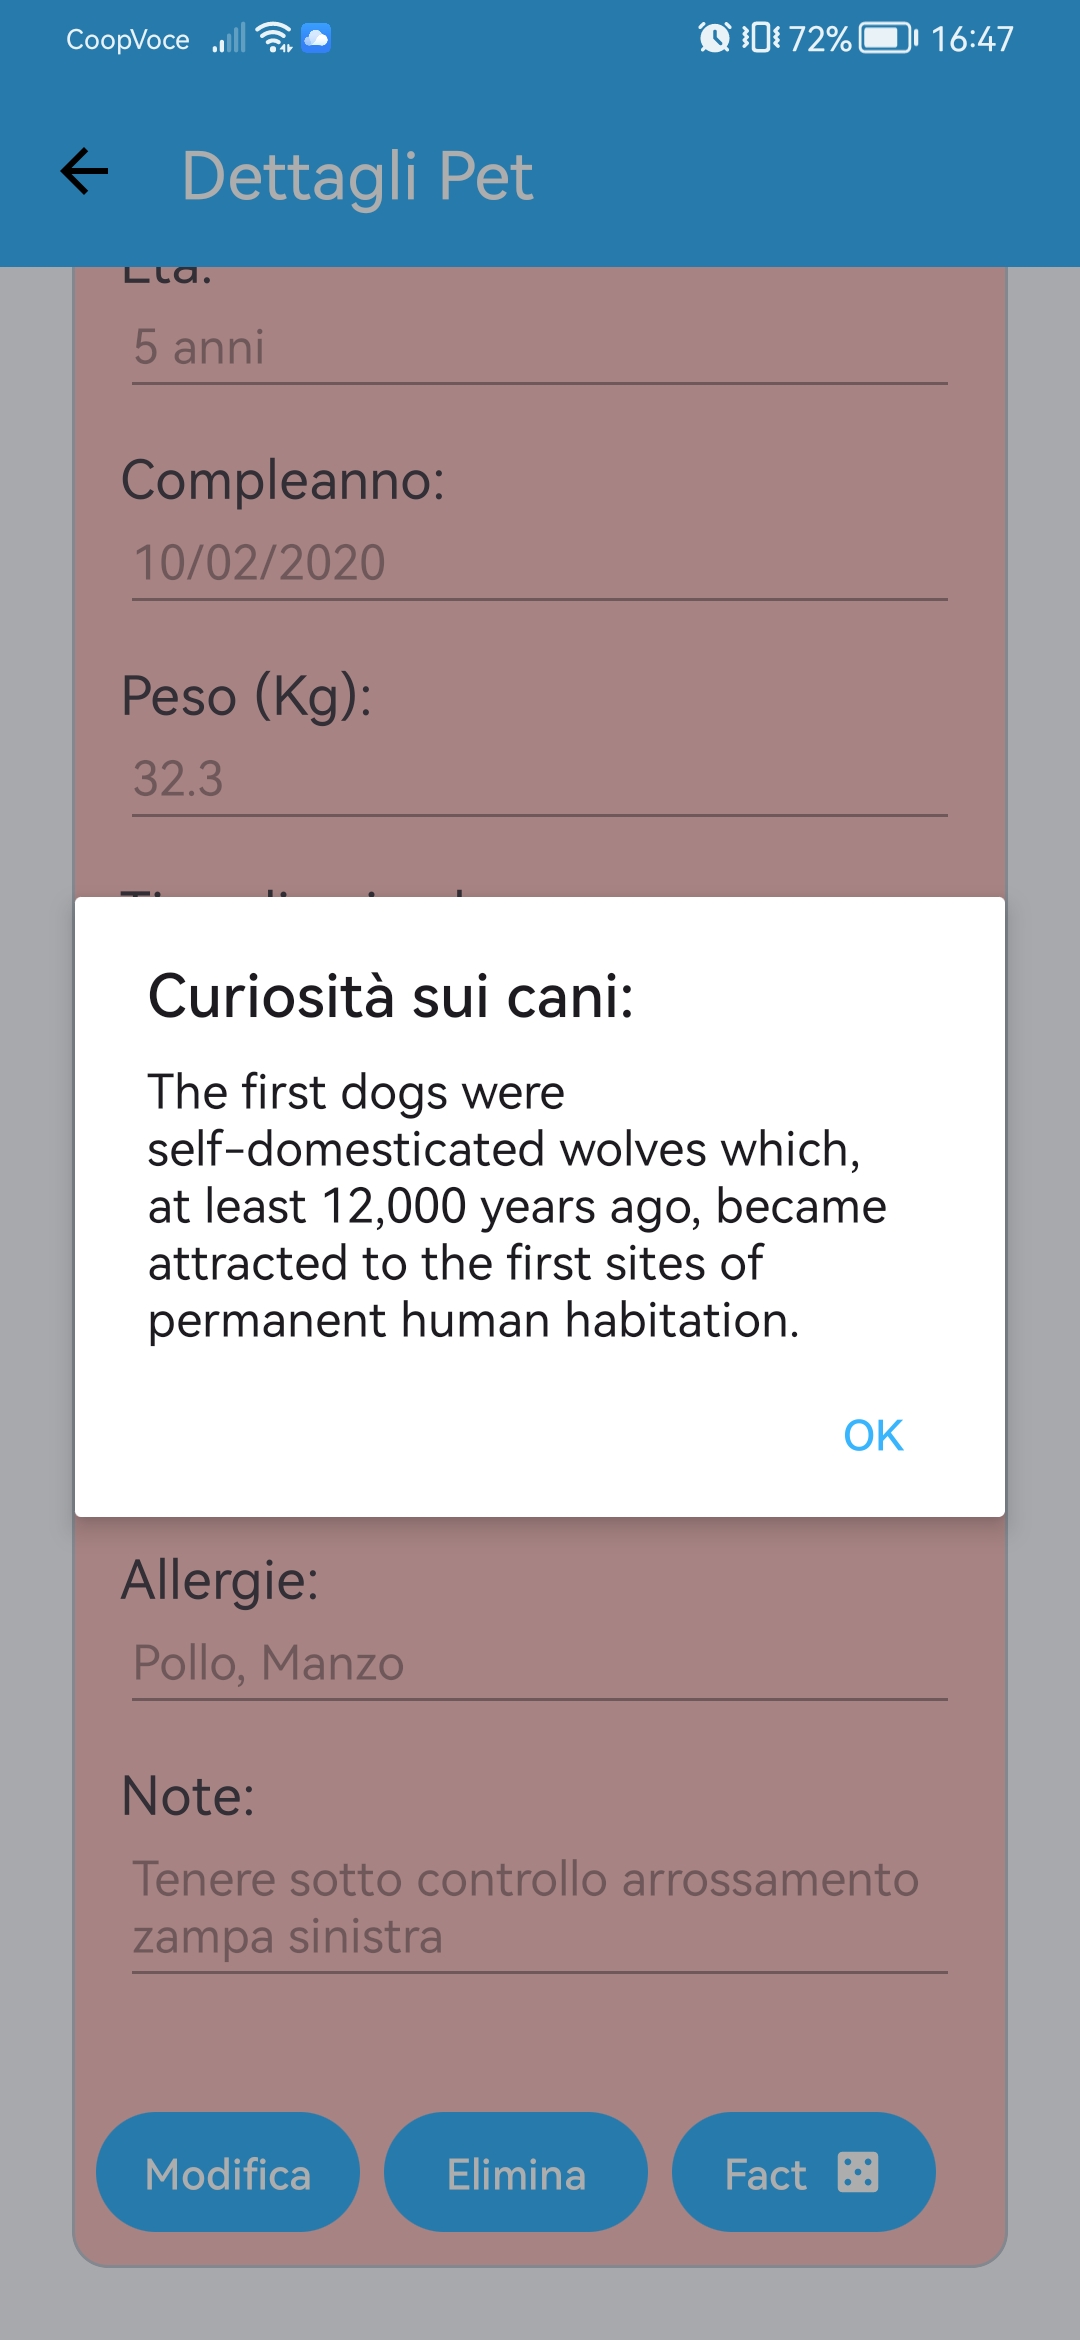 CoopVoce 72% 16:47
Dettagli Pet
Età:
5 anni
Compleanno:
10/02/2020
Peso (Kg):
32.3
Curiosità sui cani:
The first dogs were
self-domesticated wolves which,
at least 12,000 years ago, became
attracted to the first sites of
permanent human habitation.
OK
Allergie:
Pollo, Manzo
Note:
Tenere sotto controllo arrossamento
zampa sinistra
Modifica Elimina Fact